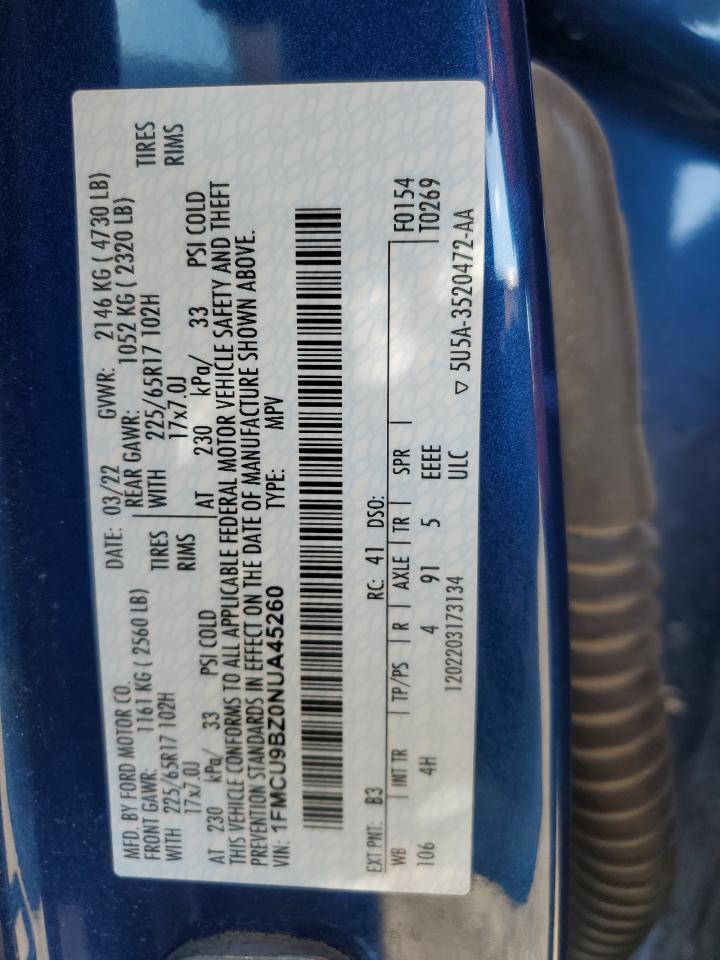 MFD. BY FORD MOTOR CO. DATE: 03/22 GVWR: 2146 KG ( 4730 LB)
FRONT GAWR: 1161 KG ( 2560 LB) REAR GAWR: 1052 KG ( 2320 LB)
WITH 225/65R17 102H TIRES WITH 225/65R17 102H TIRES
17x7.0J RIMS 17x7.0J RIMS
AT 230 kPa/ 33 PSI COLD AT 230 kPa/ 33 PSI COLD
THIS VEHICLE CONFORMS TO ALL APPLICABLE FEDERAL MOTOR VEHICLE SAFETY AND THEFT
PREVENTION STANDARDS IN EFFECT ON THE DATE OF MANUFACTURE SHOWN ABOVE.
VIN: 1FMCU9BZ0NUA45260 TYPE: MPV
EXT PNT: B3 RC: 41 DSO:
WB INT TR TP/PS R AXLE TR SPR F0154
106 4H 4 91 5 EEEE T0269
1202203173134 ULC
▽ 5U5A-3520472-AA